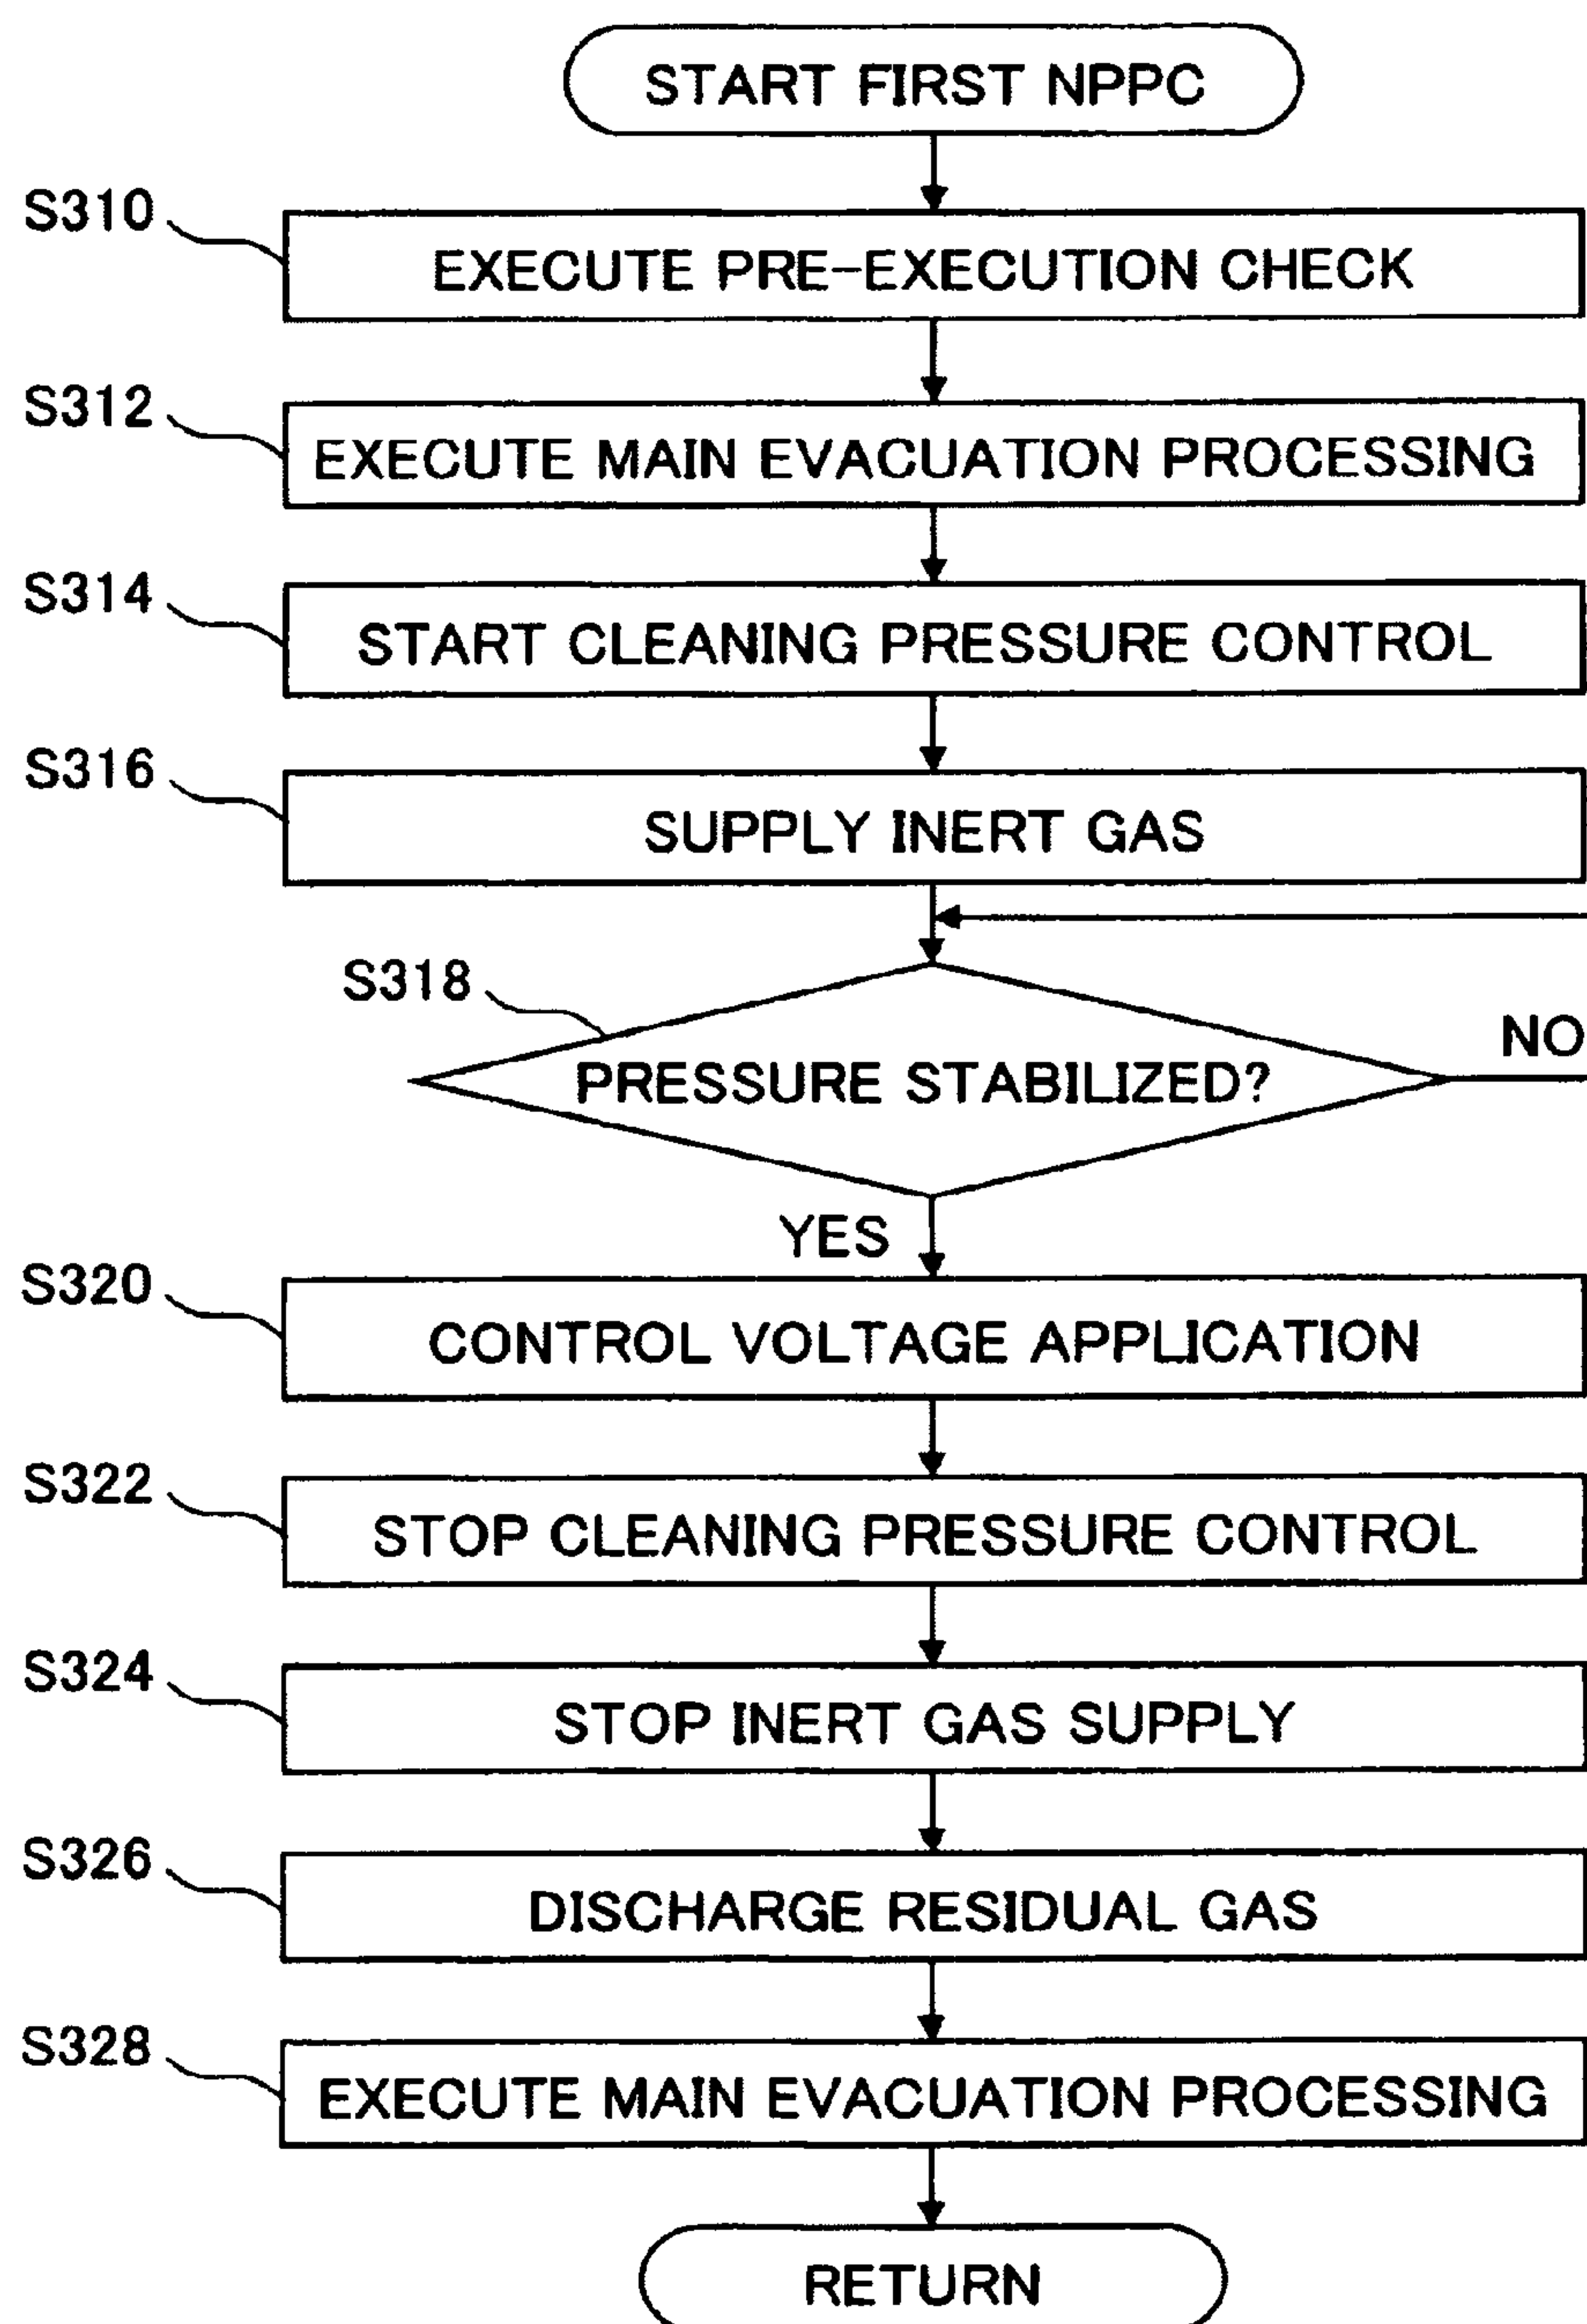 START FIRST NPPC
S310
EXECUTE PRE-EXECUTION CHECK
S312
EXECUTE MAIN EVACUATION PROCESSING
S314
START CLEANING PRESSURE CONTROL
S316
SUPPLY INERT GAS
S318
PRESSURE STABILIZED?
NO
YES
S320
CONTROL VOLTAGE APPLICATION
S322
STOP CLEANING PRESSURE CONTROL
S324
STOP INERT GAS SUPPLY
S326
DISCHARGE RESIDUAL GAS
S328
EXECUTE MAIN EVACUATION PROCESSING
RETURN